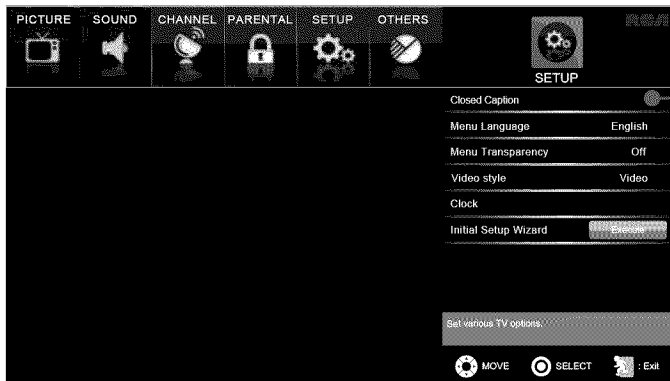 PICTURE SOUND CHANNEL PARENTAL SETUP OTHERS
RCA
SETUP
Closed Caption
Menu Language English
Menu Transparency Off
Video style Video
Clock
Initial Setup Wizard Execute
Set various TV options.
MOVE SELECT : Exit